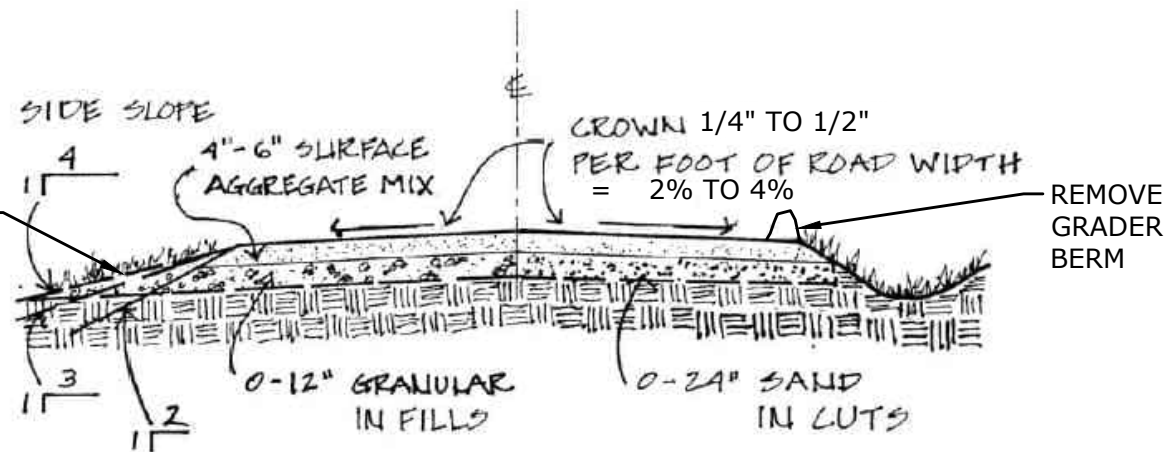 ℄
SIDE SLOPE
4
1
4"-6" SURFACE
AGGREGATE MIX
CROWN 1/4" TO 1/2"
PER FOOT OF ROAD WIDTH
= 2% TO 4%
REMOVE
GRADER
BERM
3
1
2
1
0-12" GRANULAR
IN FILLS
0-24" SAND
IN CUTS